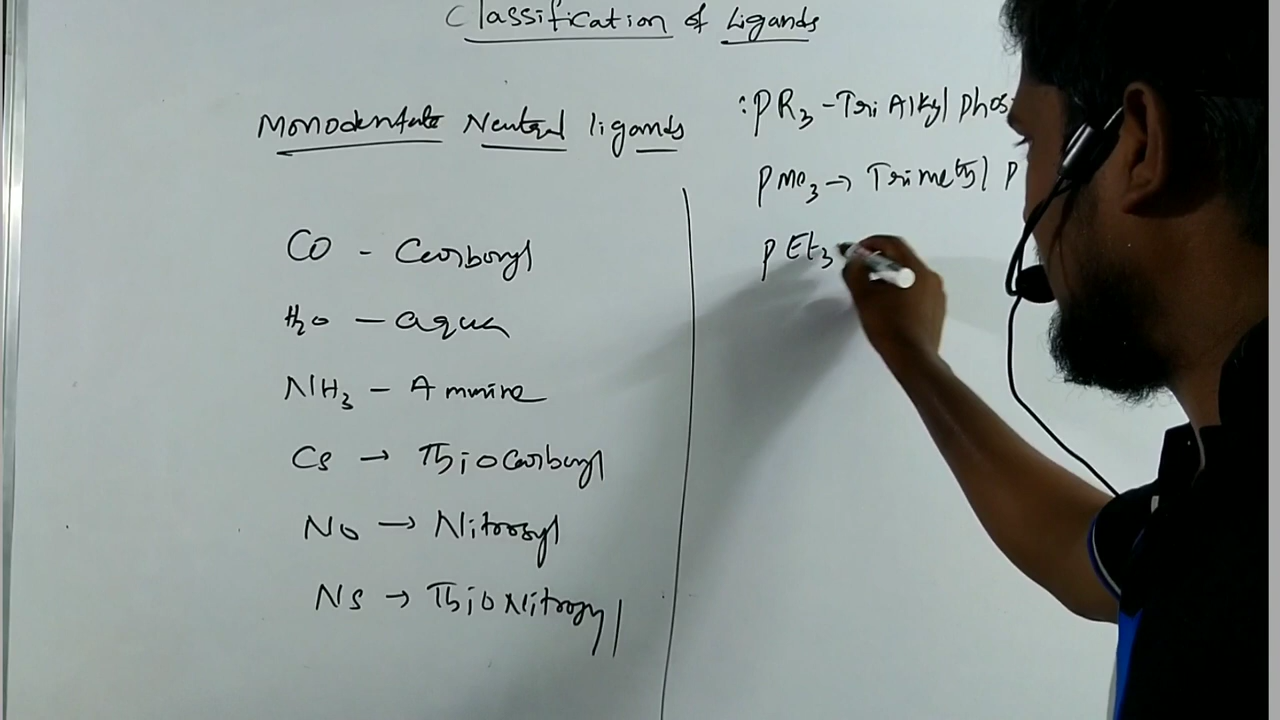 Classification of Ligands
Monodentate Neutral ligands
CO - Carbonyl
H2O - aqua
NH3 - Ammine
CS → Thiocarbonyl
NO → Nitrosyl
NS → ThioNitrosyl
:PR3 - Tri Alkyl phos
PMe3 → Trimethyl P
PEt3